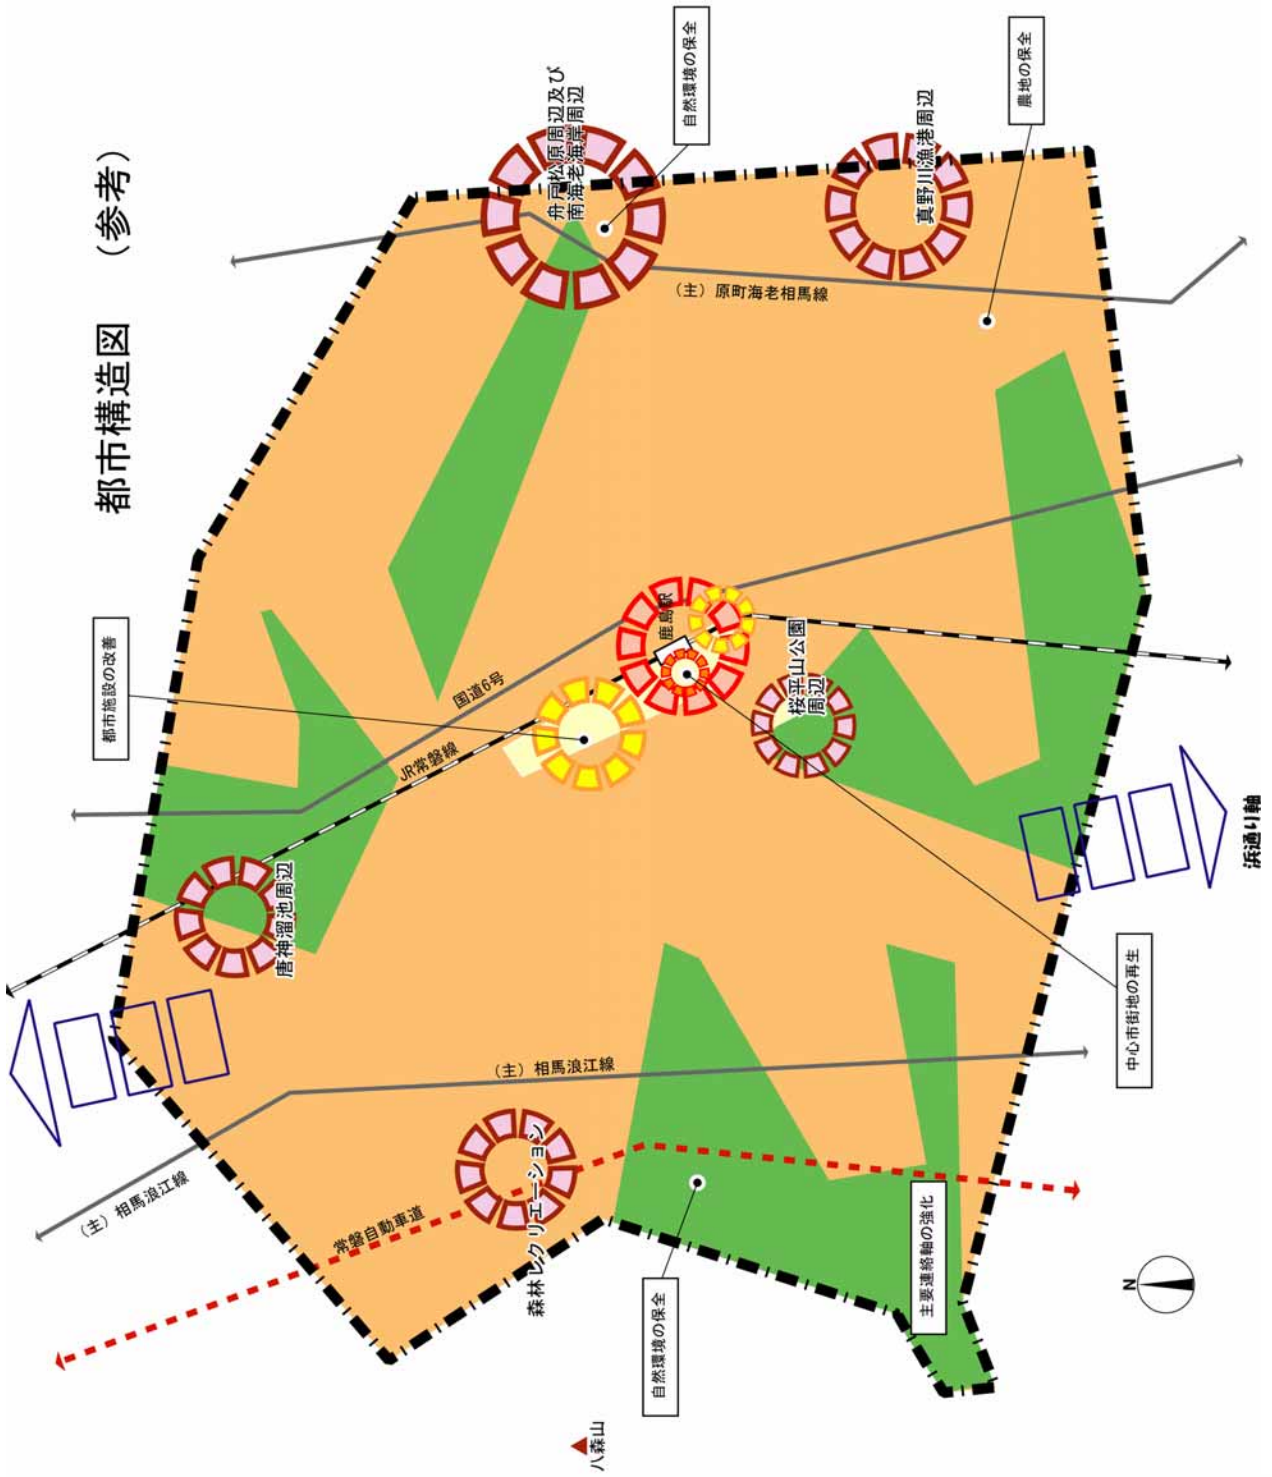 都市構造図 （参考）
舟戸松原周辺及び
南海老海岸周辺
自然環境の保全
真野川漁港周辺
農地の保全
（主）原町海老相馬線
都市施設の改善
国道6号
JR常磐線
鹿島駅
桜平山公園
周辺
唐神溜池周辺
浜通り軸
中心市街地の再生
（主）相馬浪江線
（主）相馬浪江線
常磐自動車道
森林レクリエーション
主要連絡軸の強化
自然環境の保全
八森山
N